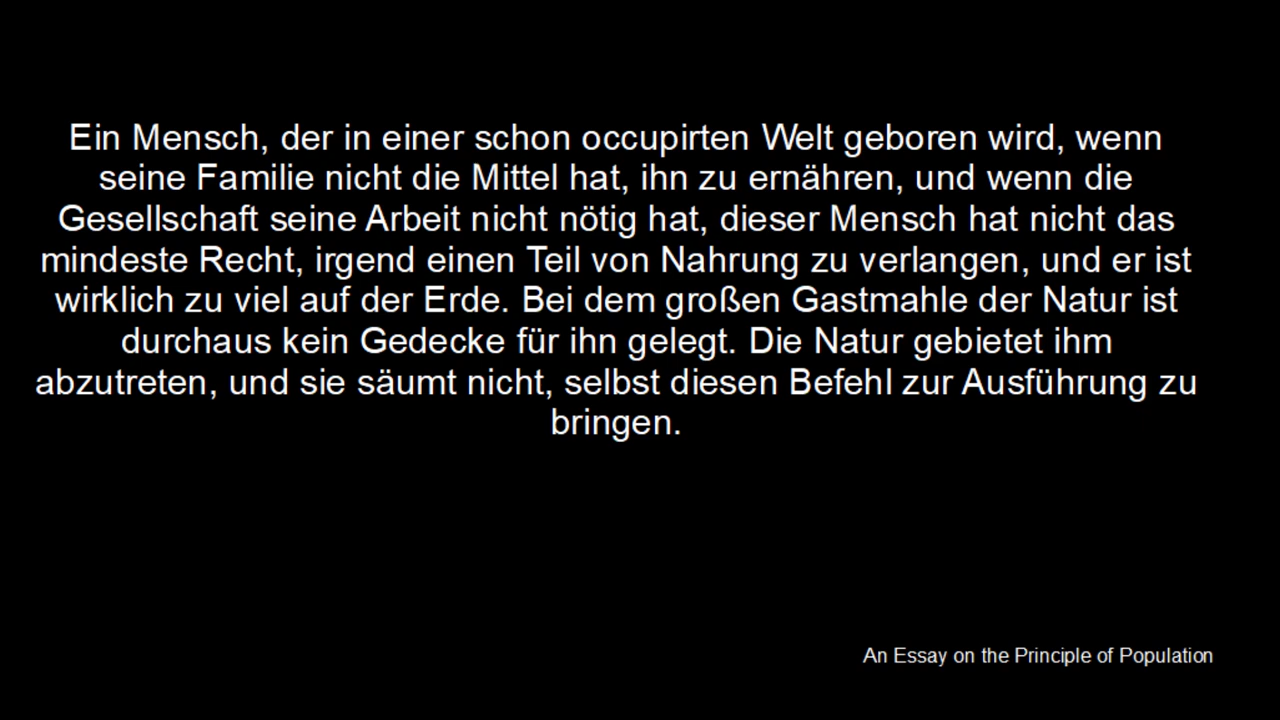 Ein Mensch, der in einer schon occupirten Welt geboren wird, wenn
seine Familie nicht die Mittel hat, ihn zu ernähren, und wenn die
Gesellschaft seine Arbeit nicht nötig hat, dieser Mensch hat nicht das
mindeste Recht, irgend einen Teil von Nahrung zu verlangen, und er ist
wirklich zu viel auf der Erde. Bei dem großen Gastmahle der Natur ist
durchaus kein Gedecke für ihn gelegt. Die Natur gebietet ihm
abzutreten, und sie säumt nicht, selbst diesen Befehl zur Ausführung zu
bringen.
An Essay on the Principle of Population